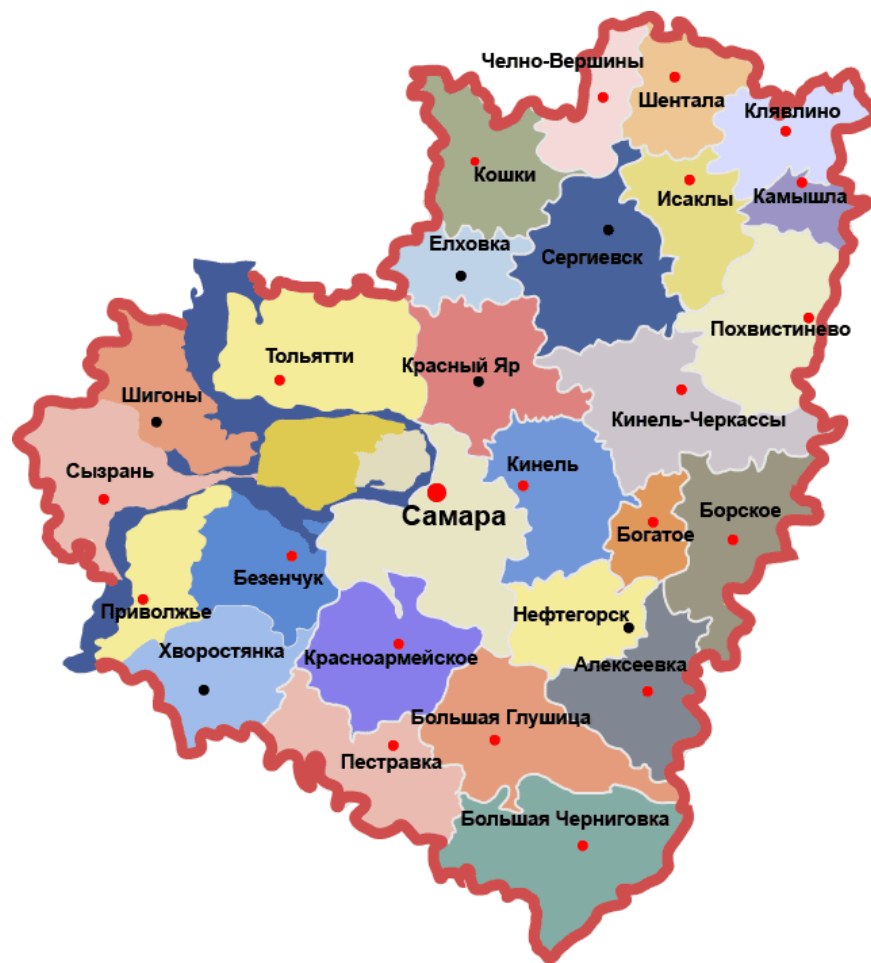 Челно-Вершины
Шентала
Клявлино
Кошки
Исаклы
Камышла
Елховка
Сергиевск
Похвистнево
Тольятти
Красный Яр
Шигоны
Кинель-Черкассы
Сызрань
Кинель
Самара
Борское
Богатое
Безенчук
Приволжье
Нефтегорск
Хворостянка
Красноармейское
Алексеевка
Большая Глушица
Пестравка
Большая Черниговка